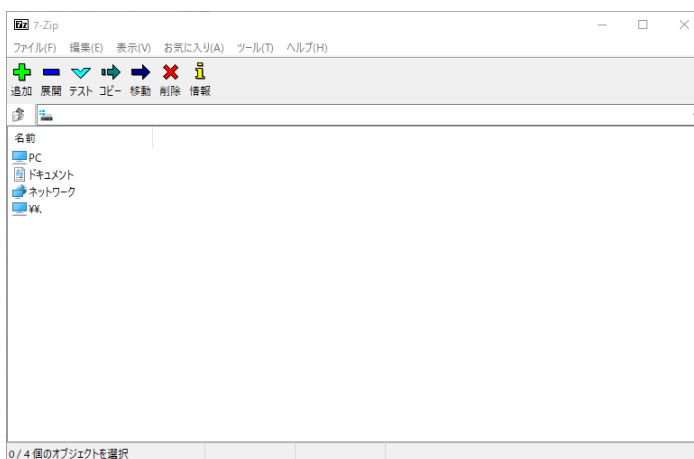 7z 7-Zip
ファイル(F) 編集(E) 表示(V) お気に入り(A) ツール(T) ヘルプ(H)
追加 展開 テスト コピー 移動 削除 情報
名前
PC
ドキュメント
ネットワーク
¥¥.
0 / 4 個のオブジェクトを選択